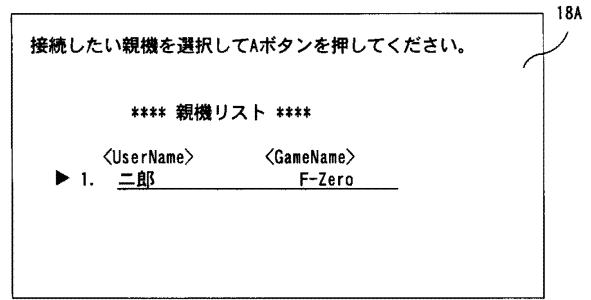 18A
接続したい親機を選択してAボタンを押してください。
**** 親機リスト ****
<UserName> <GameName>
▶ 1. 二郎 F-Zero